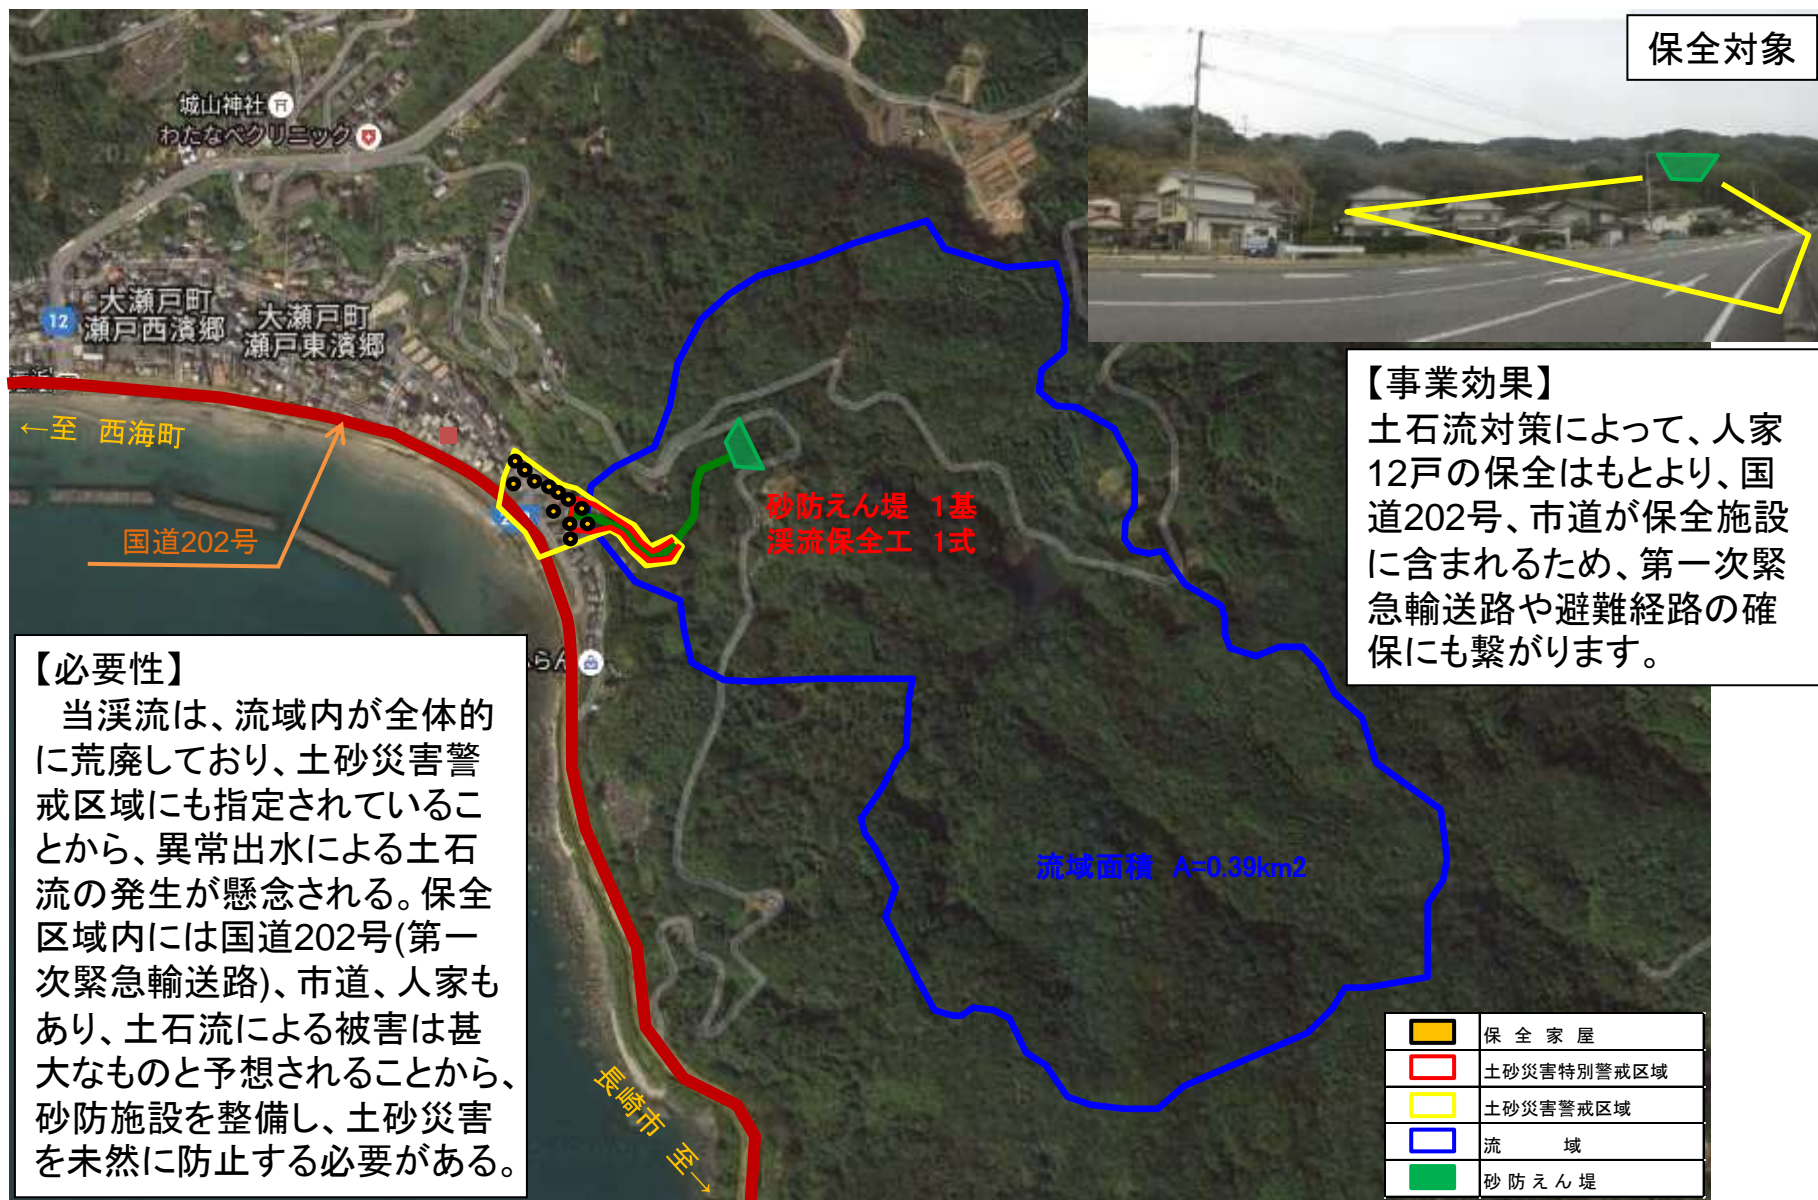 保全対象
城山神社
わたなべクリニック
大瀬戸町
瀬戸西濱郷
大瀬戸町
瀬戸東濱郷
12
←至 西海町
国道202号
砂防えん堤 1基
渓流保全工 1式
【事業効果】
土石流対策によって、人家
12戸の保全はもとより、国
道202号、市道が保全施設
に含まれるため、第一次緊
急輸送路や避難経路の確
保にも繋がります。
【必要性】
当渓流は、流域内が全体的
に荒廃しており、土砂災害警
戒区域にも指定されているこ
とから、異常出水による土石
流の発生が懸念される。保全
区域内には国道202号(第一
次緊急輸送路)、市道、人家も
あり、土石流による被害は甚
大なものと予想されることから、
砂防施設を整備し、土砂災害
を未然に防止する必要がある。
流域面積 A=0.39km2
長崎市 至→
保全家屋
土砂災害特別警戒区域
土砂災害警戒区域
流域
砂防えん堤